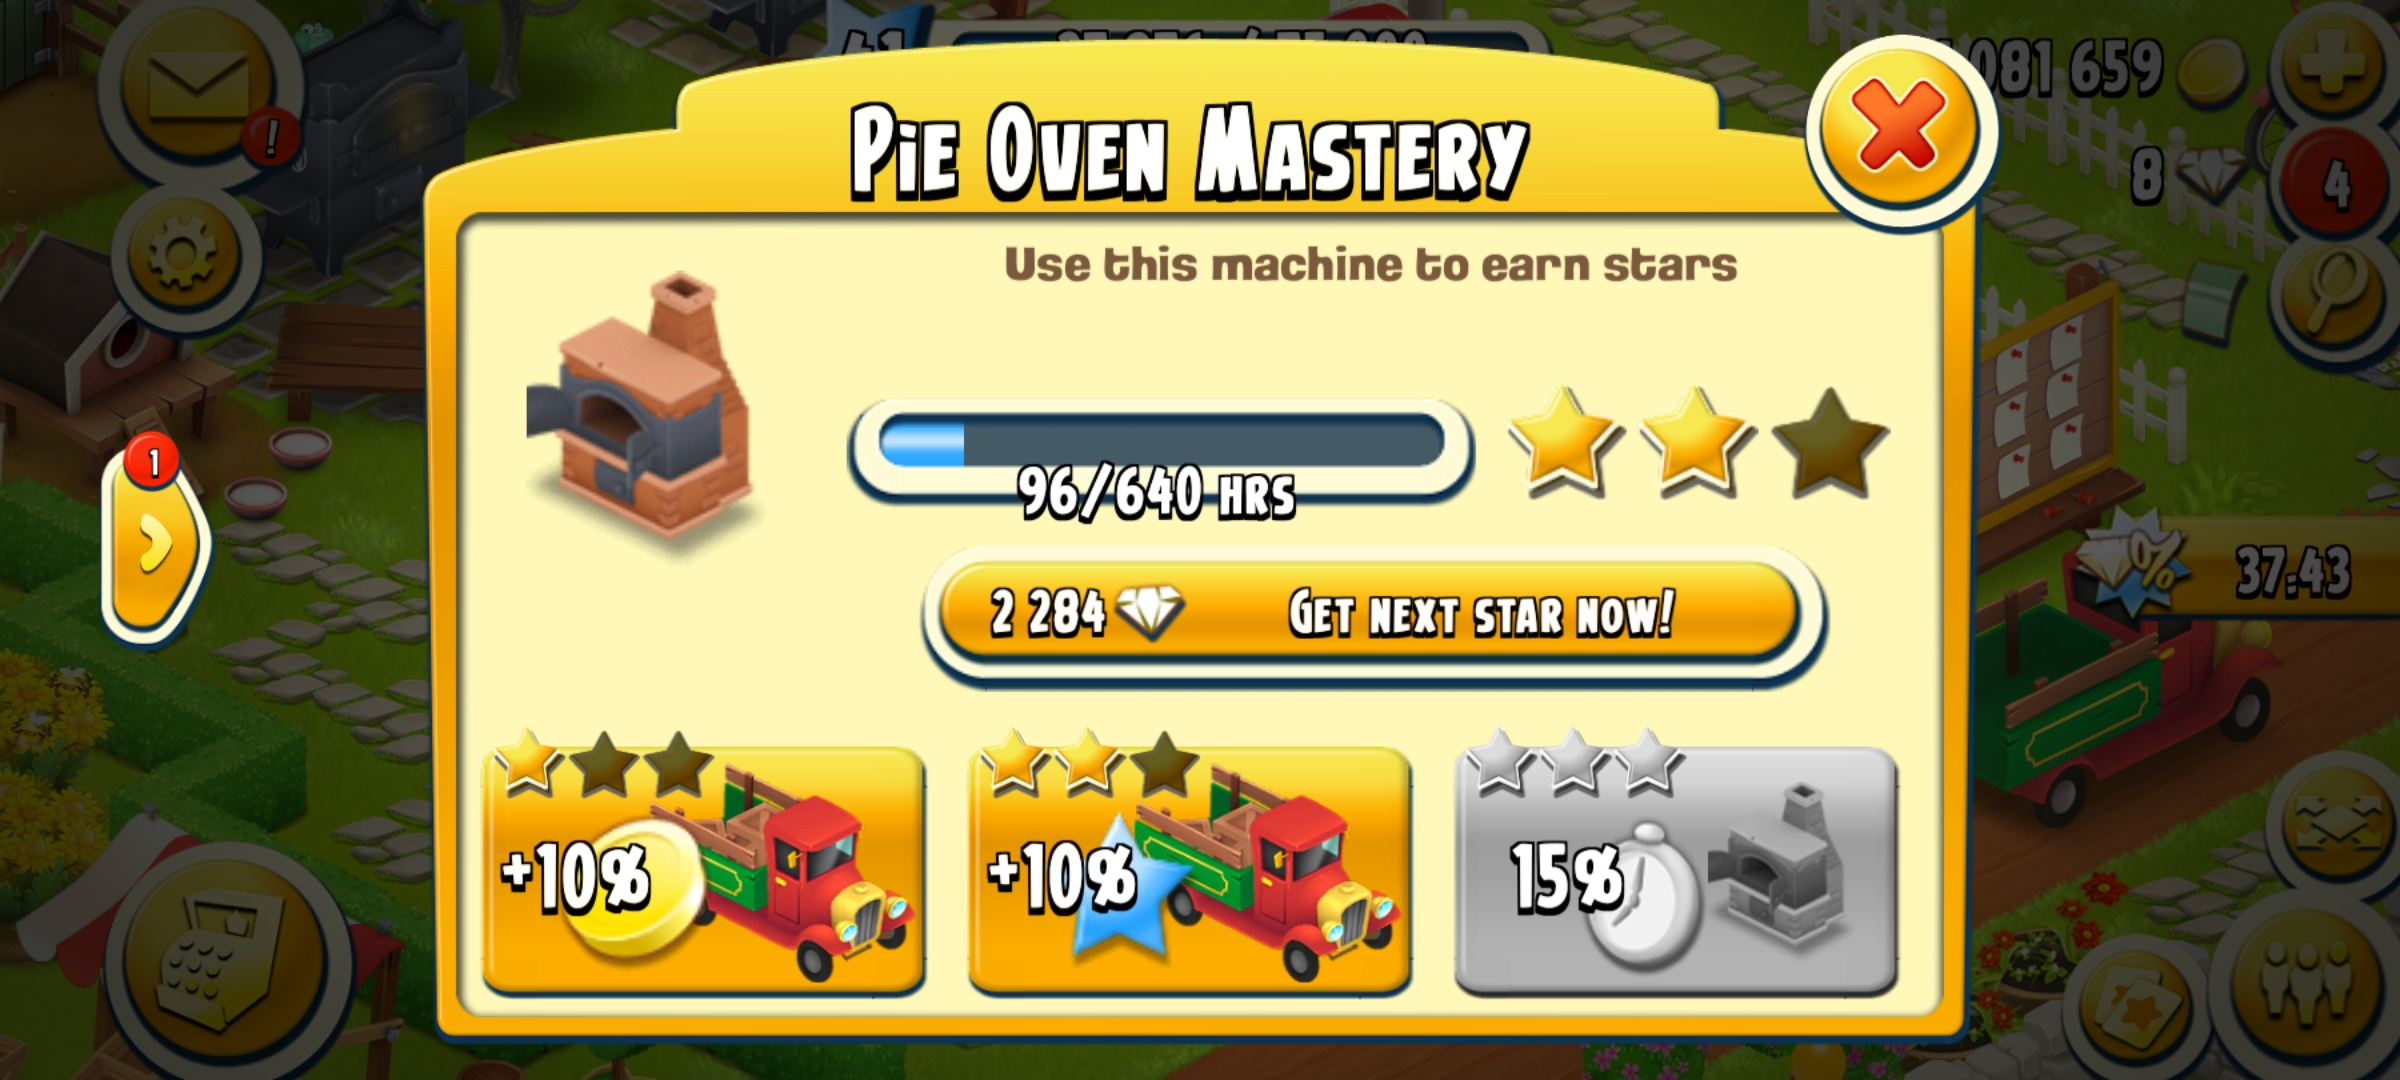 41
Pie Oven Mastery
081 659
8
4
!
Use this machine to earn stars
1
96/640 HRS
2 284 Get next star now!
%
37:43
+10%
+10%
15%